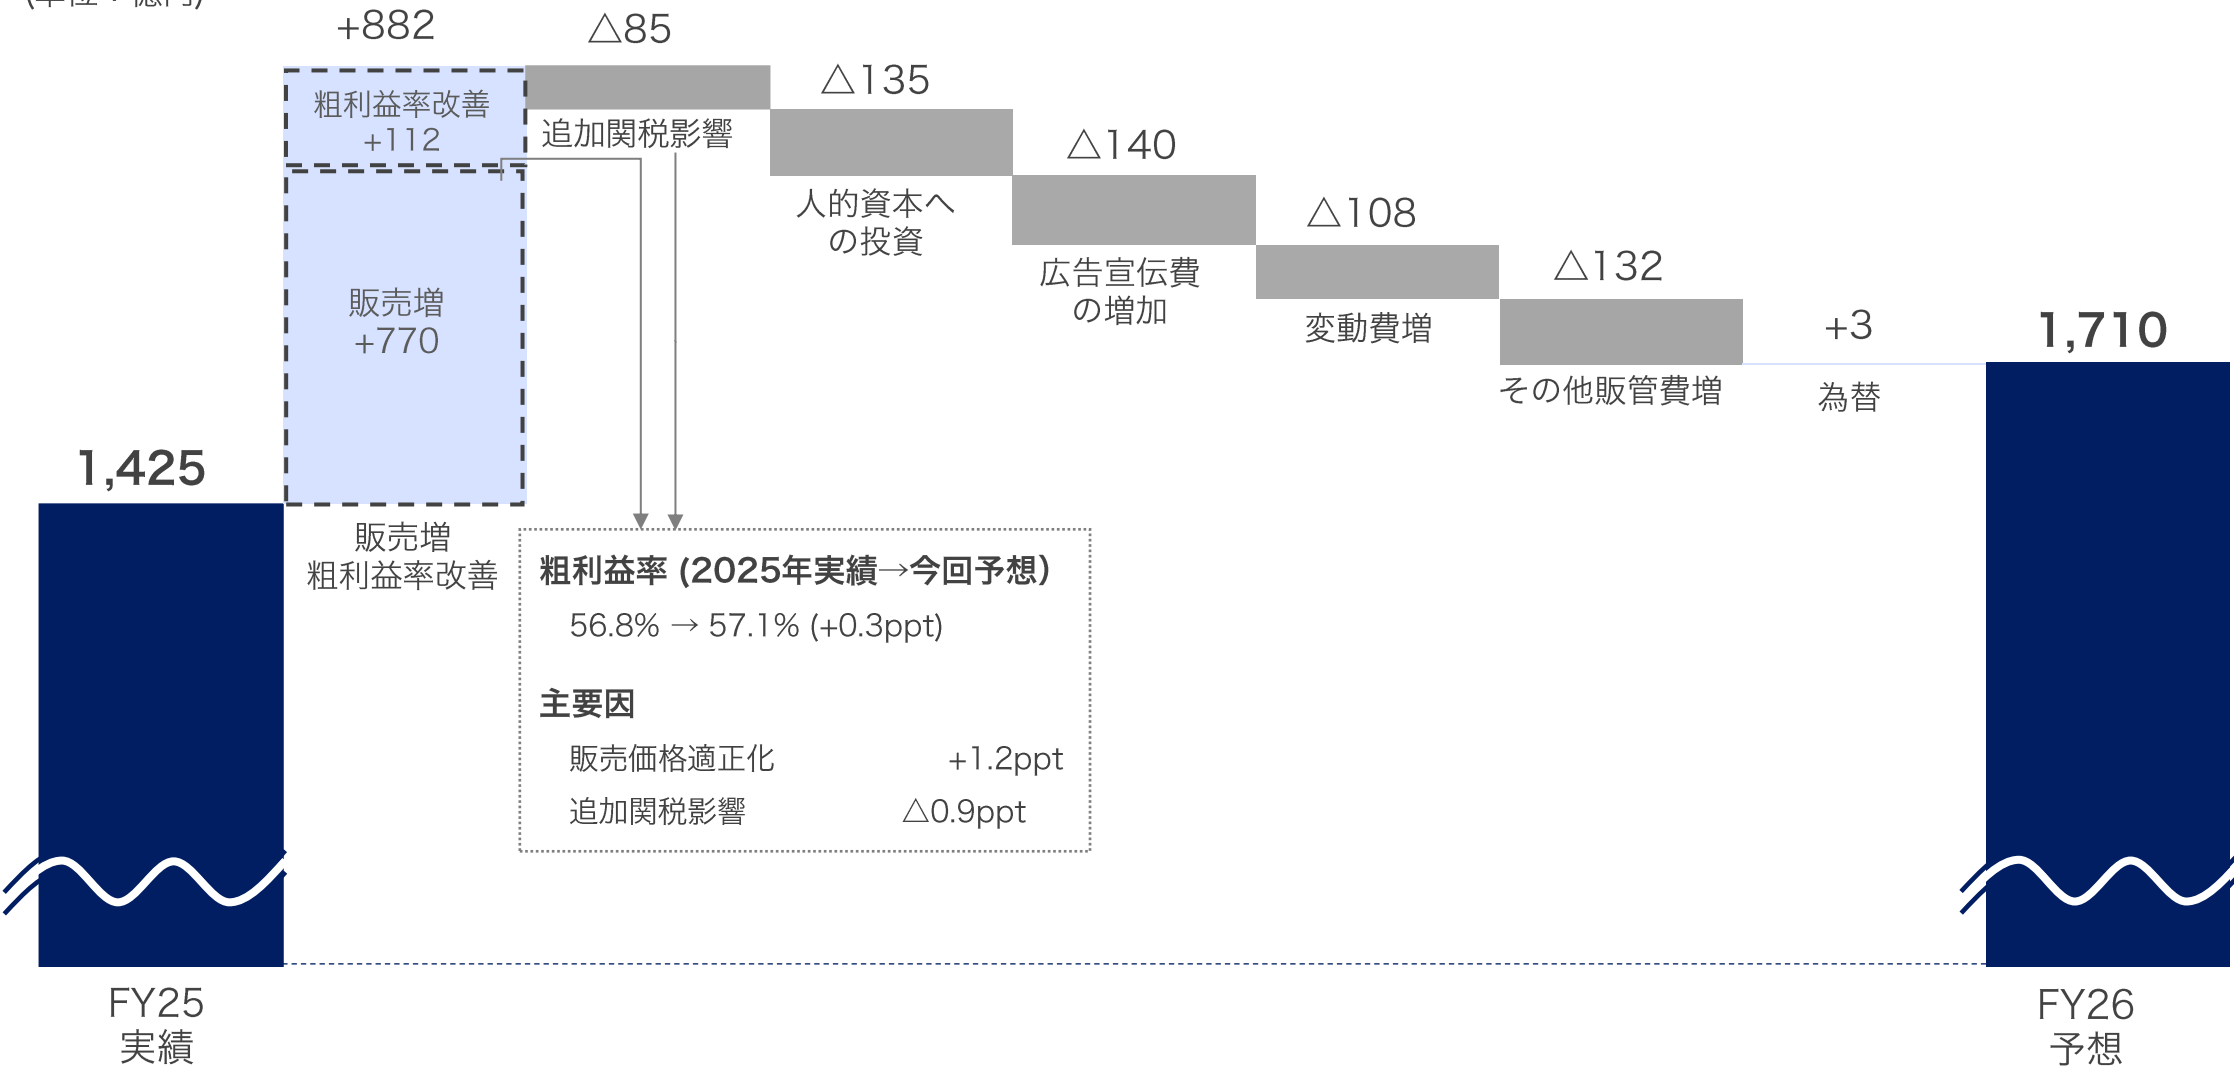 (単位：億円)
+882
粗利益率改善
+112
販売増
+770
販売増
粗利益率改善
△85
追加関税影響
△135
人的資本へ
の投資
△140
広告宣伝費
の増加
△108
変動費増
△132
その他販管費増
+3
為替
1,425
FY25
実績
1,710
FY26
予想
粗利益率 (2025年実績→今回予想）
56.8% → 57.1% (+0.3ppt)
主要因
販売価格適正化 +1.2ppt
追加関税影響 △0.9ppt